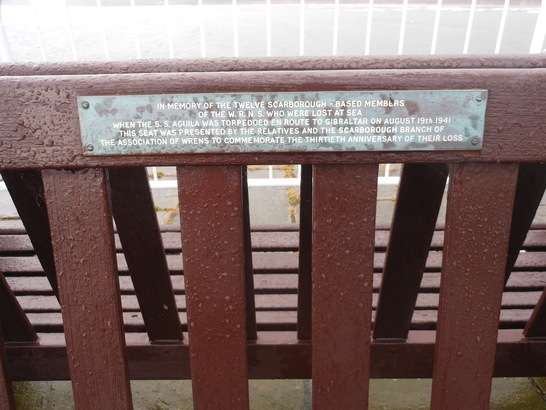 IN MEMORY OF THE TWELVE SCARBOROUGH - BASED MEMBERS
OF THE W. R. N. S. WHO WERE LOST AT SEA
WHEN THE S. S. AGUILA WAS TORPEDOED EN ROUTE TO GIBRALTAR ON AUGUST 19th 1941
THIS SEAT WAS PRESENTED BY THE RELATIVES AND THE SCARBOROUGH BRANCH OF
THE ASSOCIATION OF WRENS TO COMMEMORATE THE THIRTIETH ANNIVERSARY OF THEIR LOSS